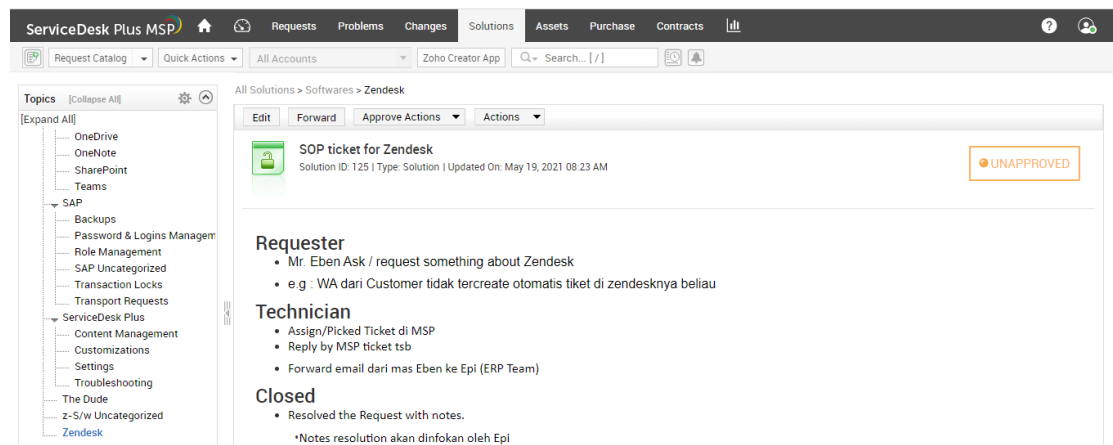 ServiceDesk Plus MSP Requests Problems Changes Solutions Assets Purchase Contracts ?
Request Catalog Quick Actions All Accounts Zoho Creator App Search... [ / ]
Topics [Collapse All]
[Expand All]
OneDrive
OneNote
SharePoint
Teams
SAP
Backups
Password & Logins Managem
Role Management
SAP Uncategorized
Transaction Locks
Transport Requests
ServiceDesk Plus
Content Management
Customizations
Settings
Troubleshooting
The Dude
z-S/w Uncategorized
Zendesk
All Solutions > Softwares > Zendesk
Edit Forward Approve Actions Actions
SOP ticket for Zendesk
Solution ID: 125 | Type: Solution | Updated On: May 19, 2021 08:23 AM
UNAPPROVED
Requester
• Mr. Eben Ask / request something about Zendesk
• e.g : WA dari Customer tidak tercreate otomatis tiket di zendesknya beliau
Technician
• Assign/Picked Ticket di MSP
• Reply by MSP ticket tsb
• Forward email dari mas Eben ke Epi (ERP Team)
Closed
• Resolved the Request with notes.
•Notes resolution akan dinfokan oleh Epi